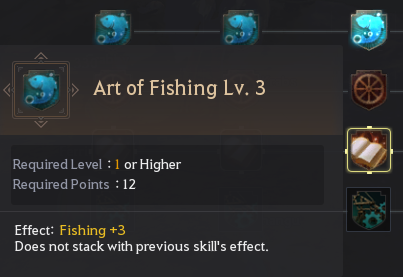 Art of Fishing Lv. 3
Required Level : 1 or Higher
Required Points : 12
Effect: Fishing +3
Does not stack with previous skill's effect.